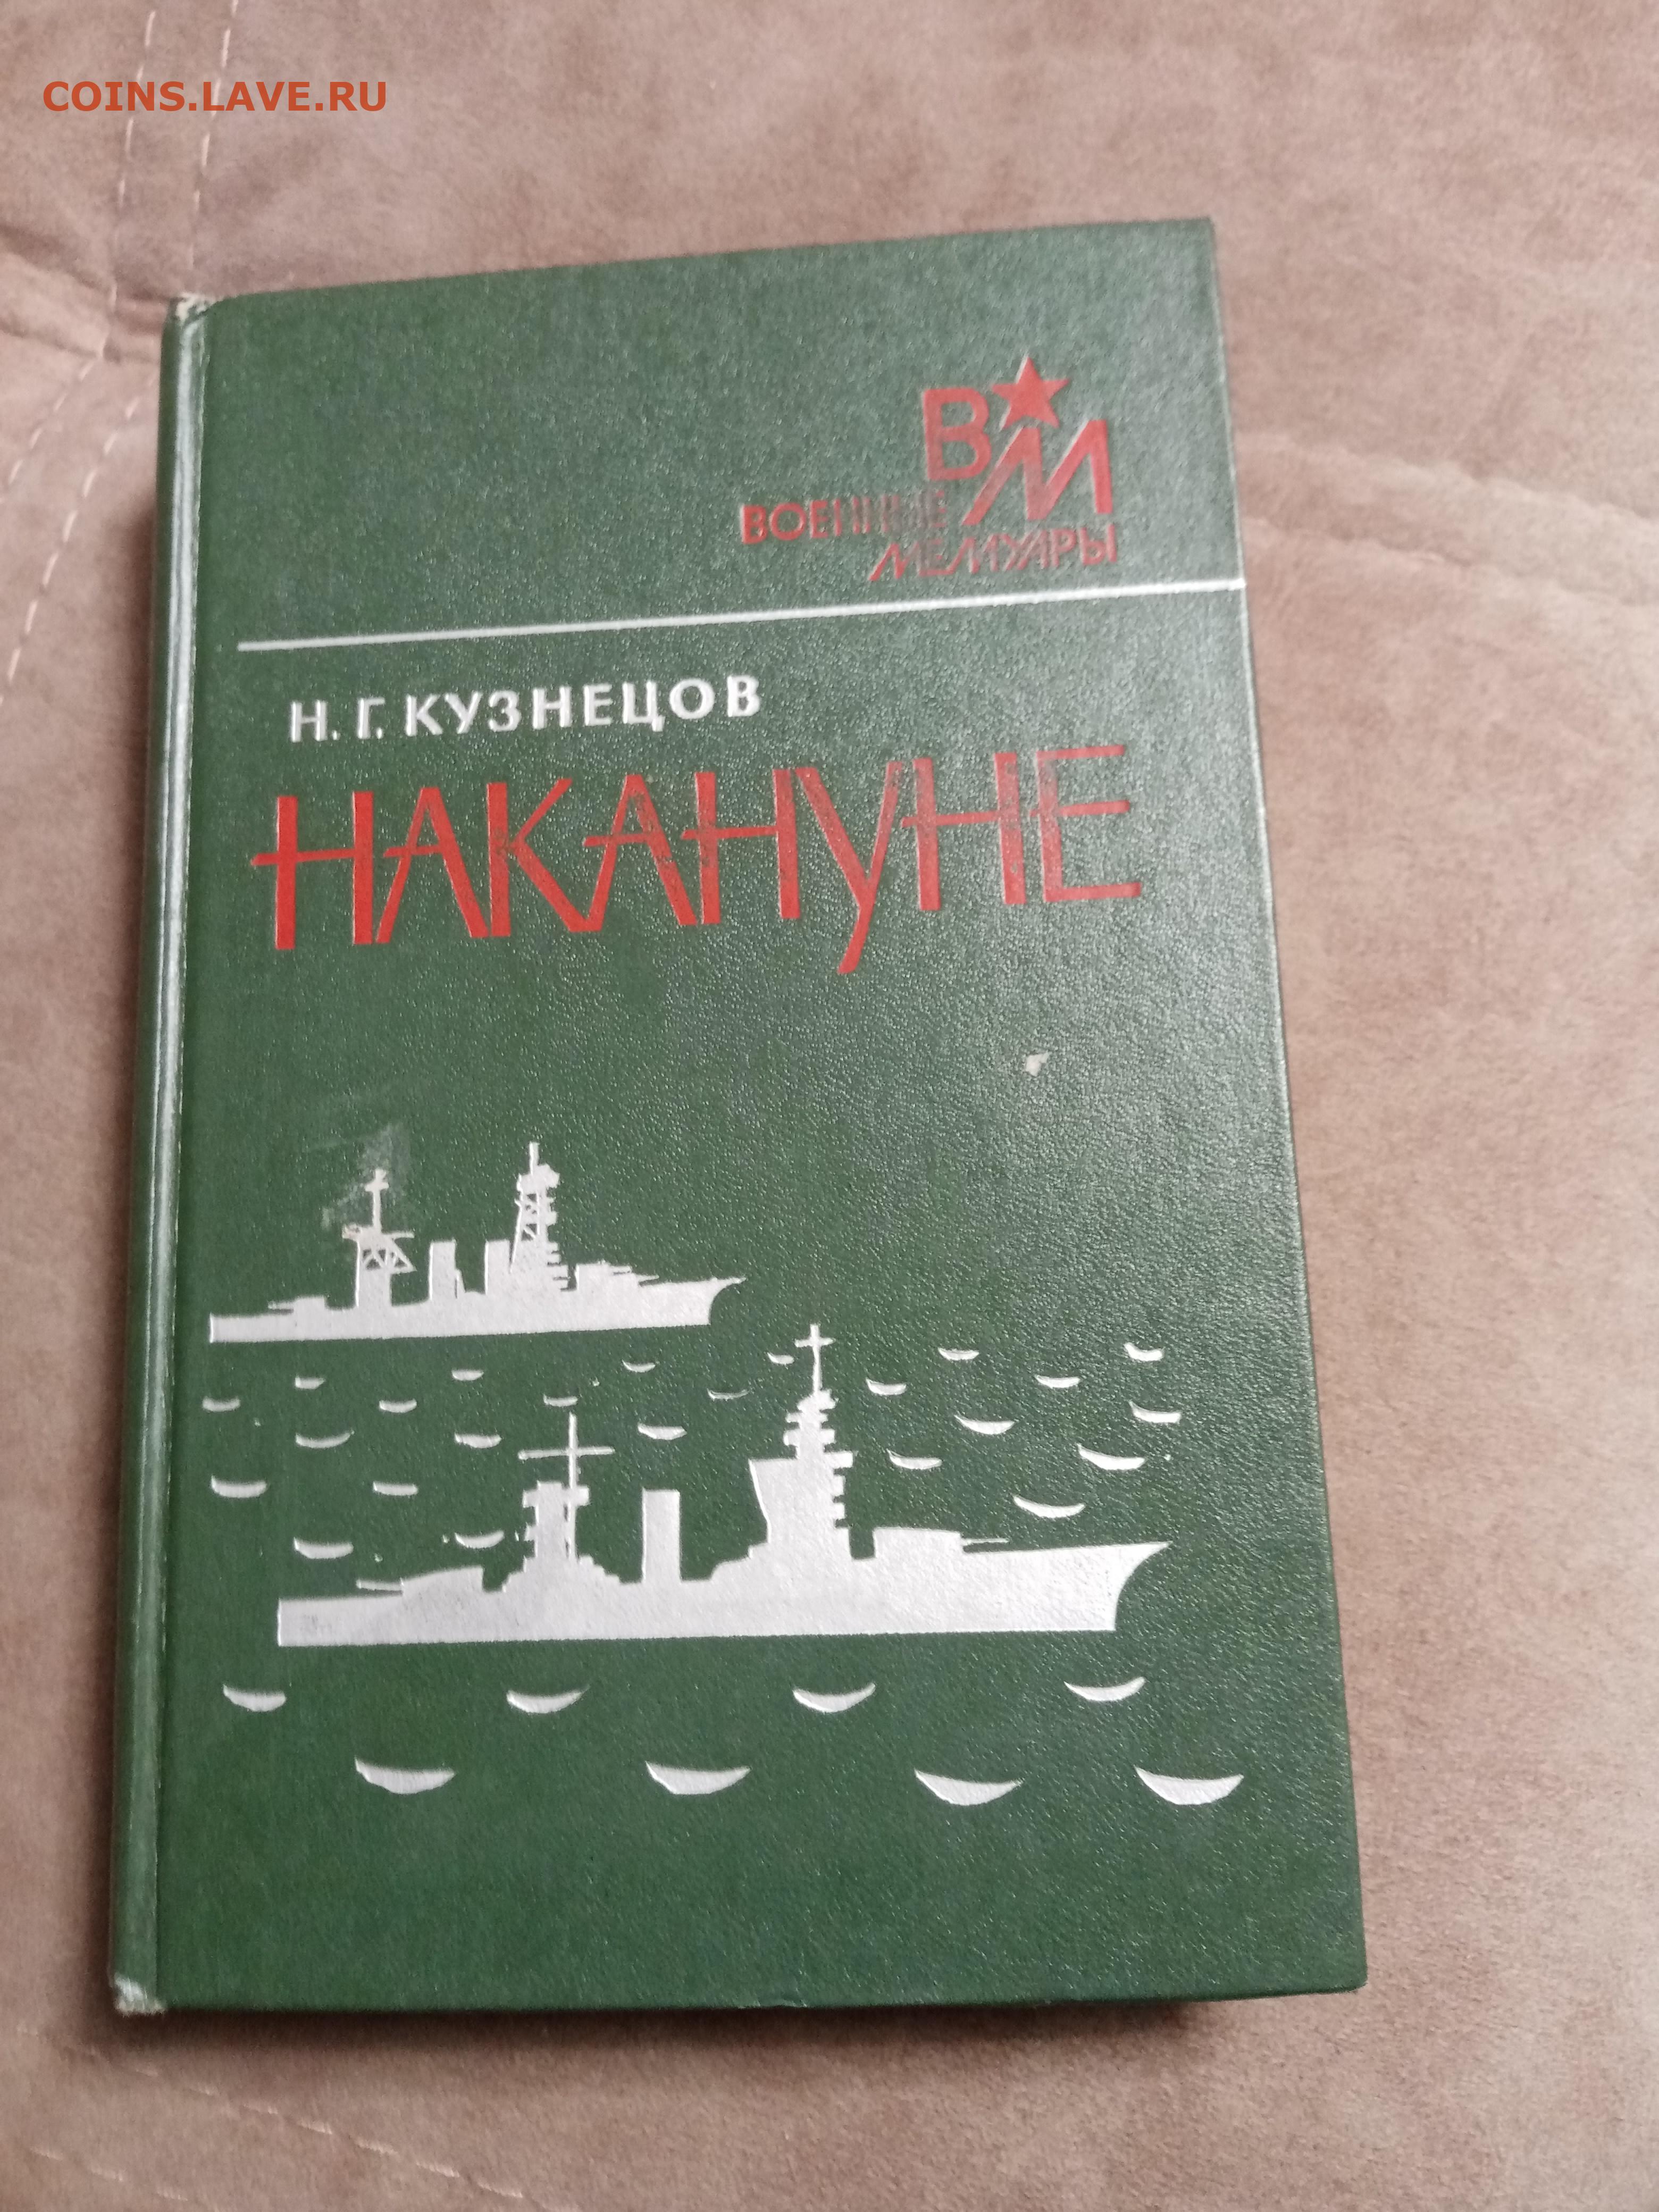 COINS.LAVE.RU
ВМ
ВОЕННЫЕ
МЕМУАРЫ
Н. Г. КУЗНЕЦОВ
НАКАНУНЕ